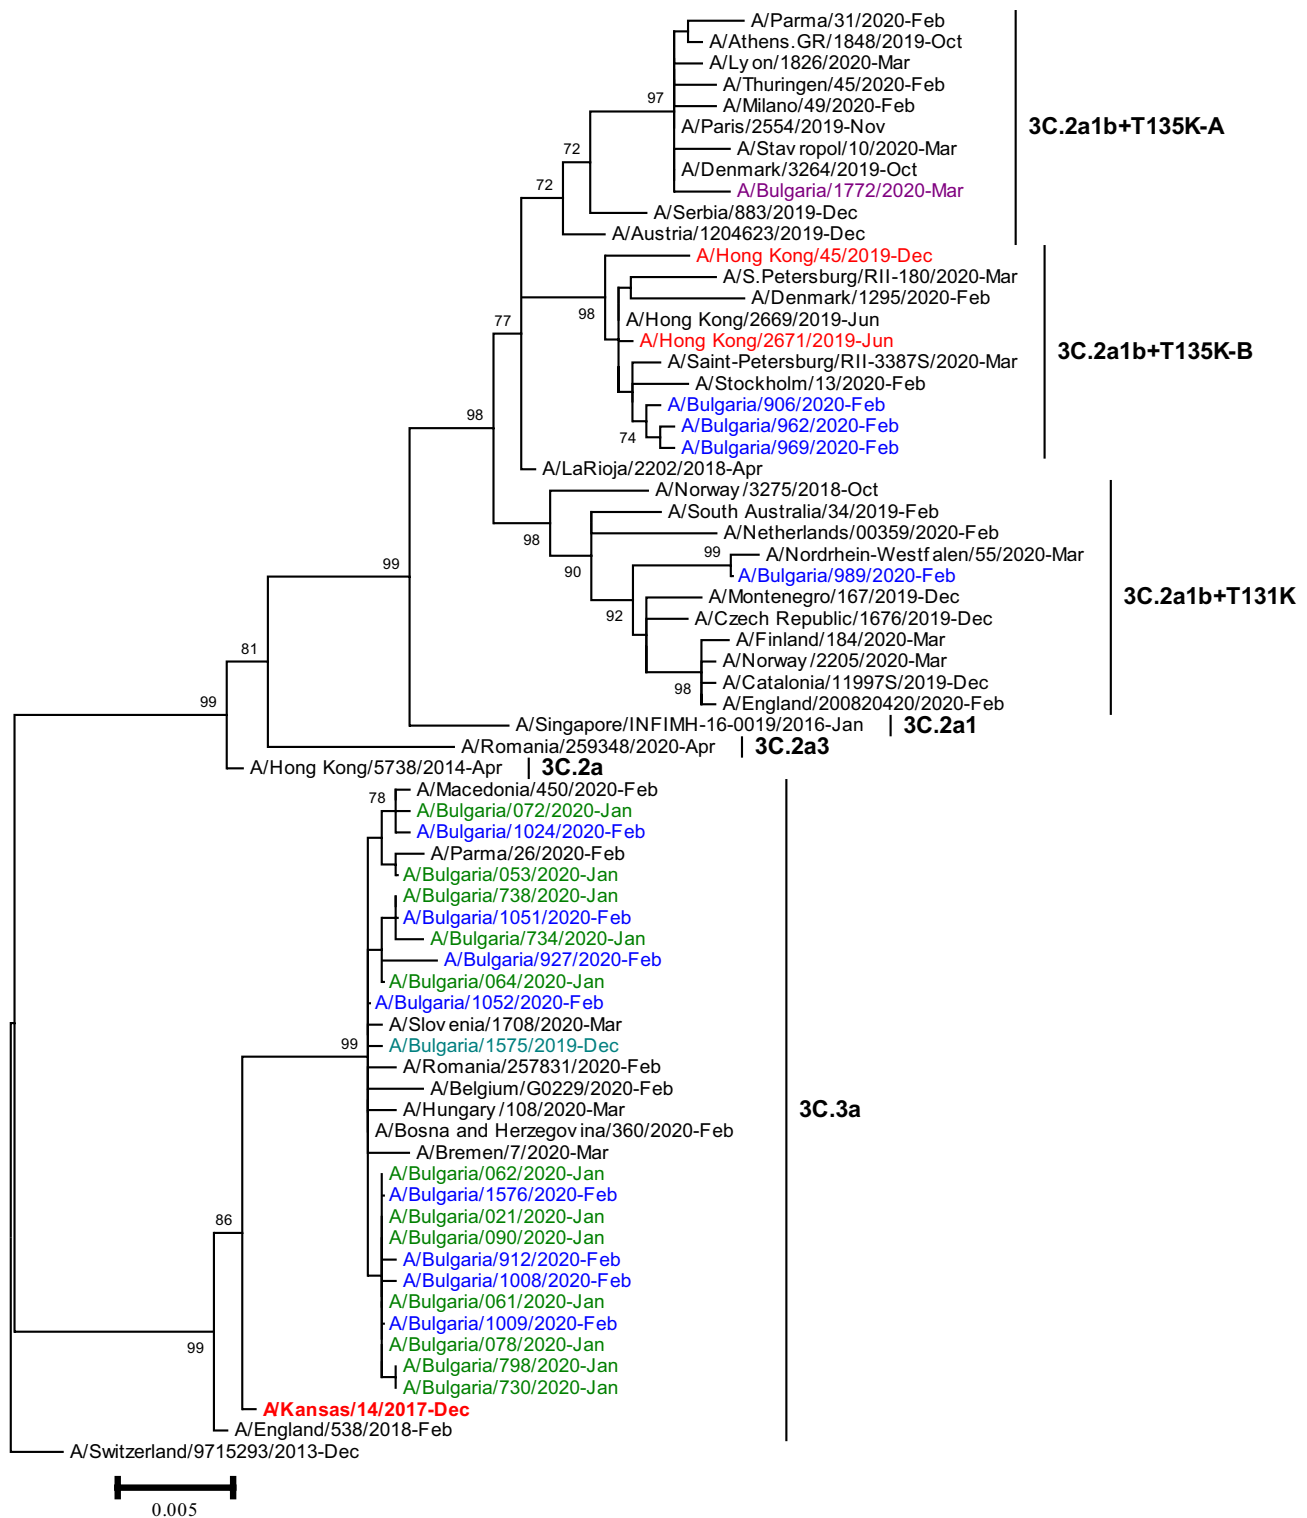 A/Parma/31/2020-Feb
A/Athens.GR/1848/2019-Oct
A/Lyon/1826/2020-Mar
A/Thuringen/45/2020-Feb
97
A/Milano/49/2020-Feb
A/Paris/2554/2019-Nov
3C.2a1b+T135K-A
72
A/Stavropol/10/2020-Mar
A/Denmark/3264/2019-Oct
72
A/Bulgaria/1772/2020-Mar
A/Serbia/883/2019-Dec
A/Austria/1204623/2019-Dec
A/Hong Kong/45/2019-Dec
A/S.Petersburg/RII-180/2020-Mar
A/Denmark/1295/2020-Feb
98
77
A/Hong Kong/2669/2019-Jun
A/Hong Kong/2671/2019-Jun
3C.2a1b+T135K-B
A/Saint-Petersburg/RII-3387S/2020-Mar
A/Stockholm/13/2020-Feb
A/Bulgaria/906/2020-Feb
98
A/Bulgaria/962/2020-Feb
74
A/Bulgaria/969/2020-Feb
A/LaRioja/2202/2018-Apr
A/Norway/3275/2018-Oct
A/South Australia/34/2019-Feb
A/Netherlands/00359/2020-Feb
98
99
A/Nordrhein-Westfalen/55/2020-Mar
99
90
A/Bulgaria/989/2020-Feb
A/Montenegro/167/2019-Dec
3C.2a1b+T131K
92
A/Czech Republic/1676/2019-Dec
A/Finland/184/2020-Mar
81
A/Norway/2205/2020-Mar
A/Catalonia/11997S/2019-Dec
98
99
A/England/200820420/2020-Feb
A/Singapore/INFIMH-16-0019/2016-Jan
3C.2a1
A/Romania/259348/2020-Apr
3C.2a3
A/Hong Kong/5738/2014-Apr
3C.2a
A/Macedonia/450/2020-Feb
78
A/Bulgaria/072/2020-Jan
A/Bulgaria/1024/2020-Feb
A/Parma/26/2020-Feb
A/Bulgaria/053/2020-Jan
A/Bulgaria/738/2020-Jan
A/Bulgaria/1051/2020-Feb
A/Bulgaria/734/2020-Jan
A/Bulgaria/927/2020-Feb
A/Bulgaria/064/2020-Jan
A/Bulgaria/1052/2020-Feb
A/Slovenia/1708/2020-Mar
99
A/Bulgaria/1575/2019-Dec
A/Romania/257831/2020-Feb
A/Belgium/G0229/2020-Feb
A/Hungary/108/2020-Mar
3C.3a
A/Bosna and Herzegovina/360/2020-Feb
A/Bremen/7/2020-Mar
A/Bulgaria/062/2020-Jan
A/Bulgaria/1576/2020-Feb
86
A/Bulgaria/021/2020-Jan
A/Bulgaria/090/2020-Jan
A/Bulgaria/912/2020-Feb
A/Bulgaria/1008/2020-Feb
A/Bulgaria/061/2020-Jan
A/Bulgaria/1009/2020-Feb
99
A/Bulgaria/078/2020-Jan
A/Bulgaria/798/2020-Jan
A/Bulgaria/730/2020-Jan
A/Kansas/14/2017-Dec
A/England/538/2018-Feb
A/Switzerland/9715293/2013-Dec
0.005